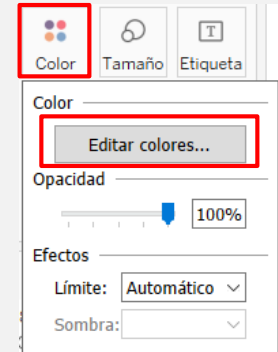 T
Color Tamaño Etiqueta
Color
Editar colores...
Opacidad
100%
Efectos
Límite: Automático
Sombra: